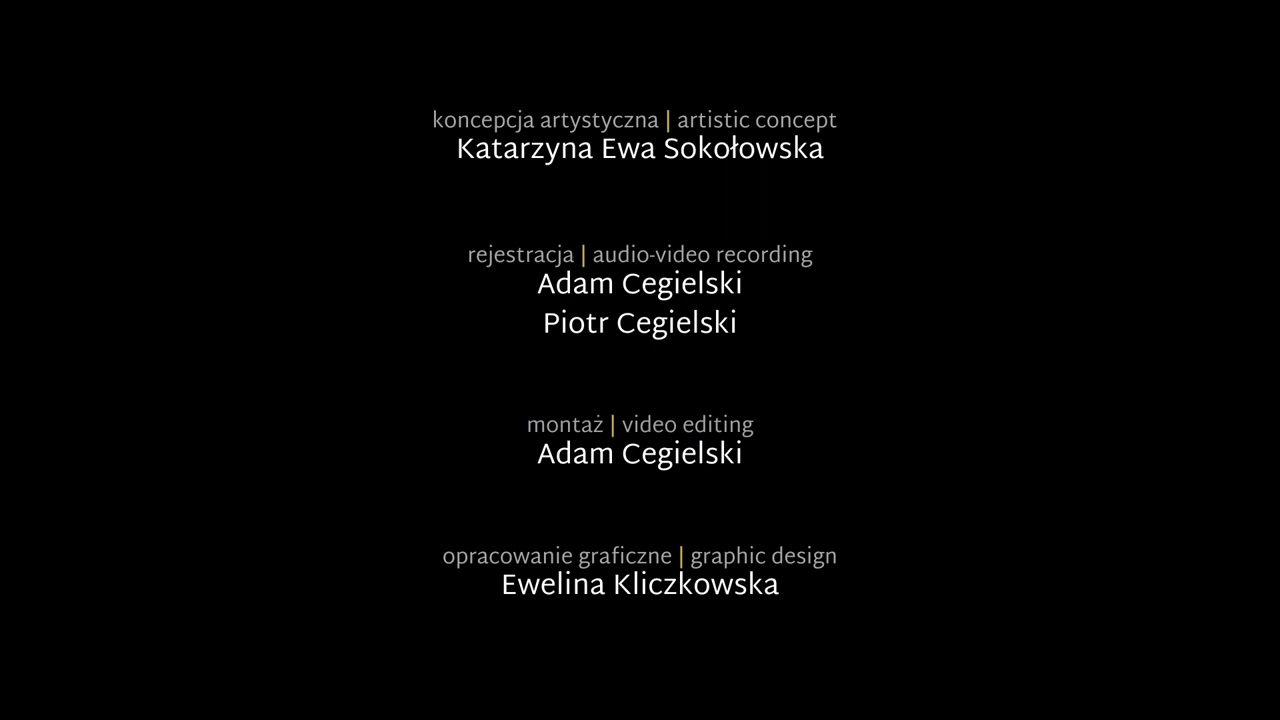 koncepcja artystyczna | artistic concept
Katarzyna Ewa Sokołowska
rejestracja | audio-video recording
Adam Cegielski
Piotr Cegielski
montaż | video editing
Adam Cegielski
opracowanie graficzne | graphic design
Ewelina Kliczkowska